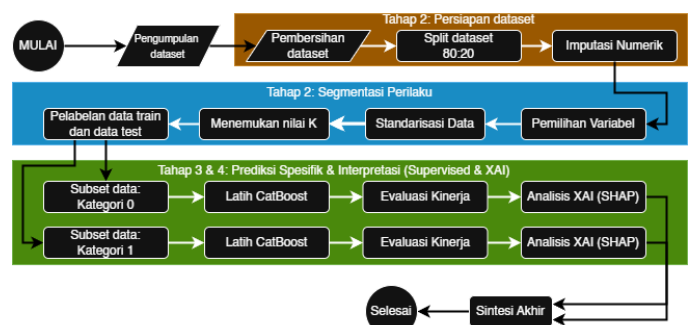 Tahap 2: Persiapan dataset
MULAI
Pengumpulan
dataset
Pembersihan
dataset
Split dataset
80:20
Imputasi Numerik
Tahap 2: Segmentasi Perilaku
Pelabelan data train
dan data test
Menemukan nilai K
Standarisasi Data
Pemilihan Variabel
Tahap 3 & 4: Prediksi Spesifik & Interpretasi (Supervised & XAI)
Subset data:
Kategori 0
Latih CatBoost
Evaluasi Kinerja
Analisis XAI (SHAP)
Subset data:
Kategori 1
Latih CatBoost
Evaluasi Kinerja
Analisis XAI (SHAP)
Selesai
Sintesi Akhir